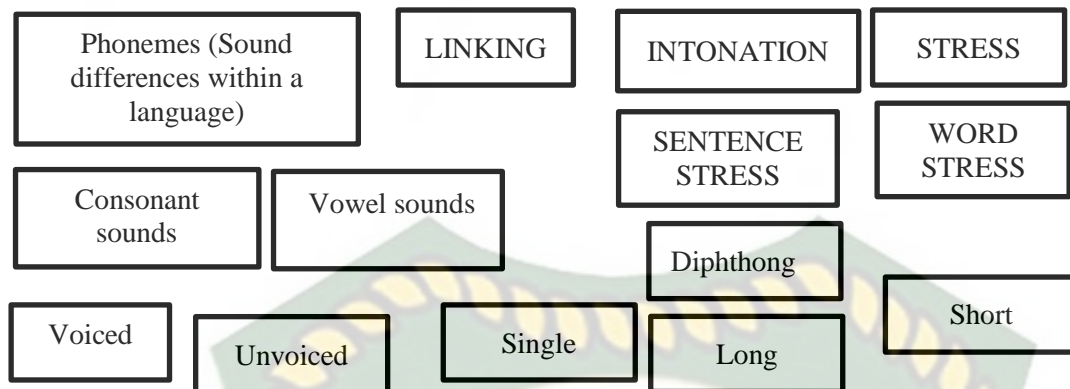 Phonemes (Sound
differences within a
language)
LINKING
INTONATION
STRESS
SENTENCE
STRESS
WORD
STRESS
Consonant
sounds
Vowel sounds
Diphthong
Short
Voiced
Unvoiced
Single
Long